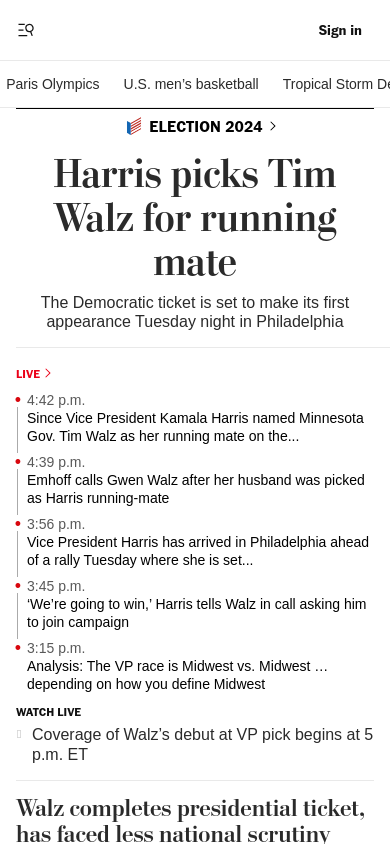 Sign in
Paris Olympics U.S. men’s basketball Tropical Storm De
ELECTION 2024
Harris picks Tim
Walz for running
mate
The Democratic ticket is set to make its first
appearance Tuesday night in Philadelphia
LIVE
4:42 p.m.
Since Vice President Kamala Harris named Minnesota
Gov. Tim Walz as her running mate on the...
4:39 p.m.
Emhoff calls Gwen Walz after her husband was picked
as Harris running-mate
3:56 p.m.
Vice President Harris has arrived in Philadelphia ahead
of a rally Tuesday where she is set...
3:45 p.m.
‘We’re going to win,’ Harris tells Walz in call asking him
to join campaign
3:15 p.m.
Analysis: The VP race is Midwest vs. Midwest …
depending on how you define Midwest
WATCH LIVE
Coverage of Walz’s debut at VP pick begins at 5
p.m. ET
Walz completes presidential ticket,
has faced less national scrutiny